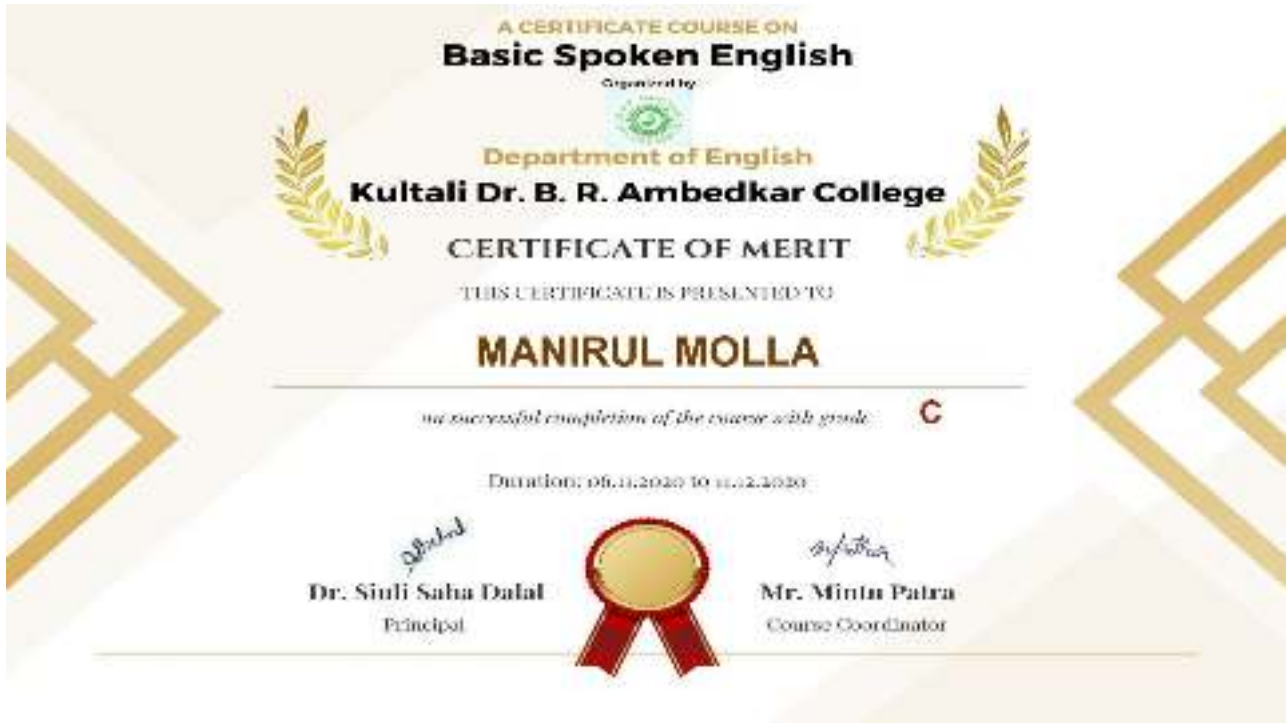 A CERTIFICATE COURSE ON
Basic Spoken English
Organized by
Department of English
Kultali Dr. B. R. Ambedkar College
CERTIFICATE OF MERIT
THIS CERTIFICATE IS PRESENTED TO
MANIRUL MOLLA
on successful completion of the course with grade C
Duration: 06.11.2020 to 11.12.2020
Dr. Siuli Saha Dalal
Principal
Mr. Mintu Patra
Course Coordinator